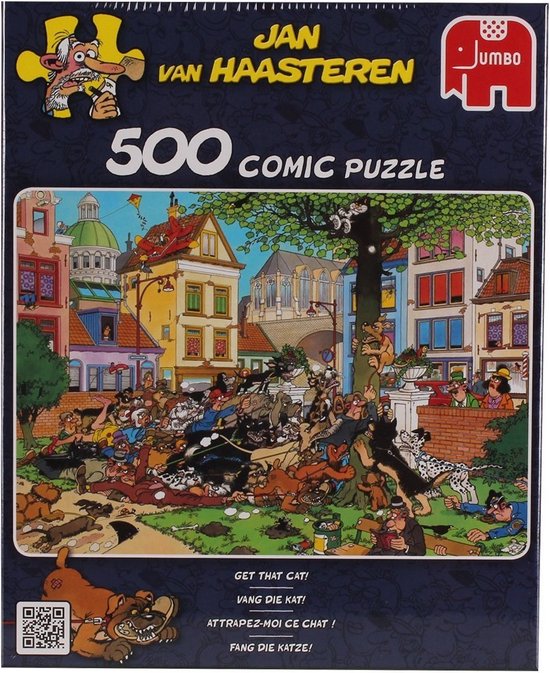 JAN
VAN HAASTEREN
JUMBO
500 COMIC PUZZLE
GET THAT CAT!
VANG DIE KAT!
ATTRAPEZ-MOI CE CHAT !
FANG DIE KATZE!